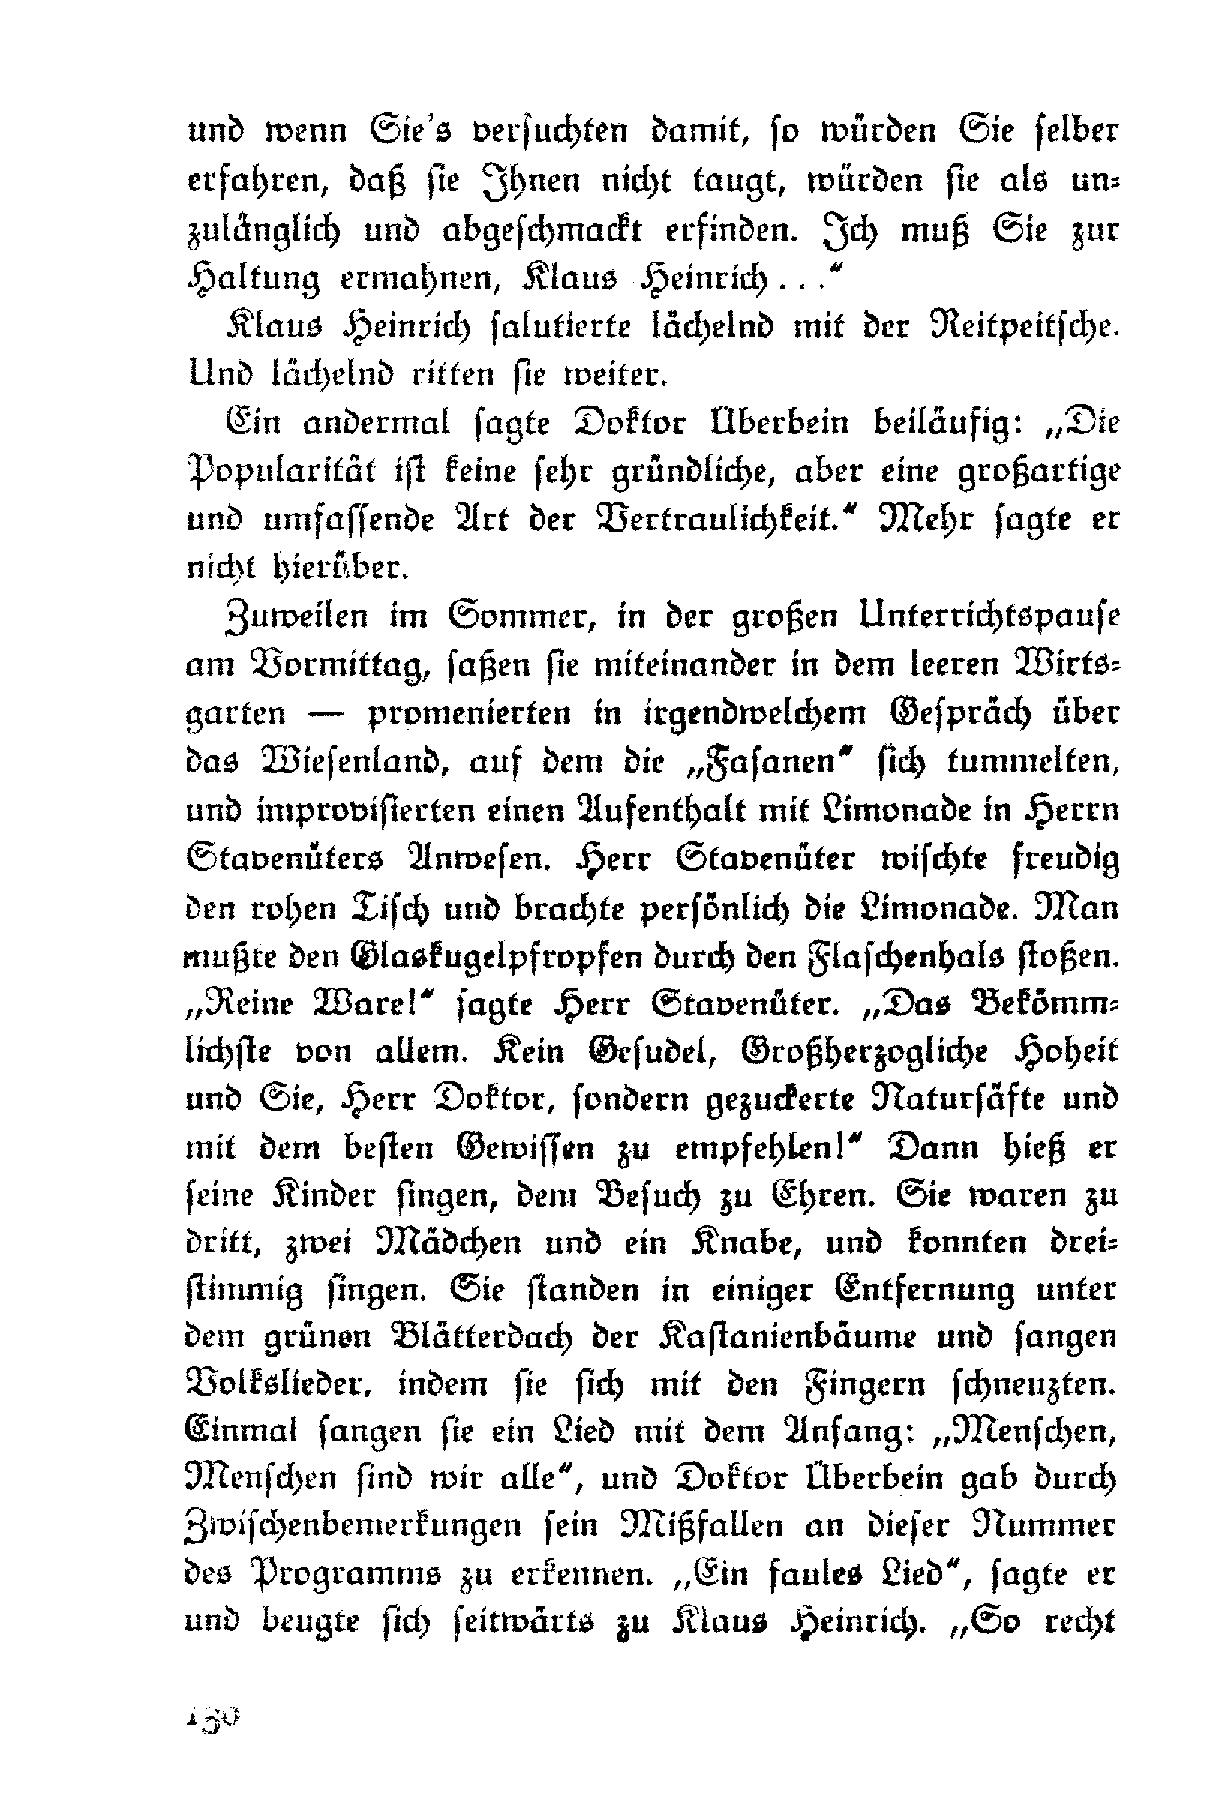 und wenn Sie's versuchten damit, so würden Sie selber
erfahren, daß sie Ihnen nicht taugt, würden sie als un-
zulänglich und abgeschmackt erfinden. Ich muß Sie zur
Haltung ermahnen, Klaus Heinrich . . .“
Klaus Heinrich salutierte lächelnd mit der Reitpeitsche.
Und lächelnd ritten sie weiter.
Ein andermal sagte Doktor Überbein beiläufig: „Die
Popularität ist keine sehr gründliche, aber eine großartige
und umfassende Art der Vertraulichkeit.“ Mehr sagte er
nicht hierüber.
Zuweilen im Sommer, in der großen Unterrichtspause
am Vormittag, saßen sie miteinander in dem leeren Wirts-
garten — promenierten in irgendwelchem Gespräch über
das Wiesenland, auf dem die „Fasanen“ sich tummelten,
und improvisierten einen Aufenthalt mit Limonade in Herrn
Stavenüters Anwesen. Herr Stavenüter wischte freudig
den rohen Tisch und brachte persönlich die Limonade. Man
mußte den Glaskugelpfropfen durch den Flaschenhals stoßen.
„Reine Ware!“ sagte Herr Stavenüter. „Das Bekömm-
lichste von allem. Kein Gesudel, Großherzogliche Hoheit
und Sie, Herr Doktor, sondern gezuckerte Natursäfte und
mit dem besten Gewissen zu empfehlen!“ Dann hieß er
seine Kinder singen, dem Besuch zu Ehren. Sie waren zu
dritt, zwei Mädchen und ein Knabe, und konnten drei-
stimmig singen. Sie standen in einiger Entfernung unter
dem grünen Blätterdach der Kastanienbäume und sangen
Volkslieder, indem sie sich mit den Fingern schneuzten.
Einmal sangen sie ein Lied mit dem Anfang: „Menschen,
Menschen sind wir alle“, und Doktor Überbein gab durch
Zwischenbemerkungen sein Mißfallen an dieser Nummer
des Programms zu erkennen. „Ein faules Lied“, sagte er
und beugte sich seitwärts zu Klaus Heinrich. „So recht
130